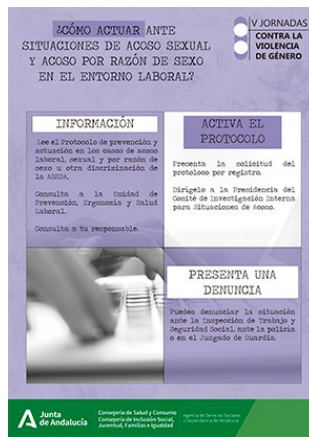 ¿CÓMO ACTUAR ANTE
SITUACIONES DE ACOSO SEXUAL
Y ACOSO POR RAZÓN DE SEXO
EN EL ENTORNO LABORAL?
V JORNADAS
CONTRA LA
VIOLENCIA
DE GÉNERO
INFORMACIÓN
Lee el Protocolo de prevención y
actuación en los casos de acoso
laboral, sexual y por razón de
sexo u otra discriminación de
la ASSDA.
Consulta a la Unidad de
Prevención, Ergonomía y Salud
Laboral.
Consulta a tu responsable.
ACTIVA EL
PROTOCOLO
Presenta la solicitud del
protocolo por registro.
Dirígelo a la Presidencia del
Comité de Investigación Interna
para Situaciones de Acoso.
PRESENTA UNA
DENUNCIA
Puedes denunciar la situación
ante la Inspección de Trabajo y
Seguridad Social, ante la policía
o en el Juzgado de Guardia.
Junta
de Andalucía
Consejería de Salud y Consumo
Consejería de Inclusión Social,
Juventud, Familias e Igualdad
Agencia de Servicios Sociales
y Dependencia de Andalucía